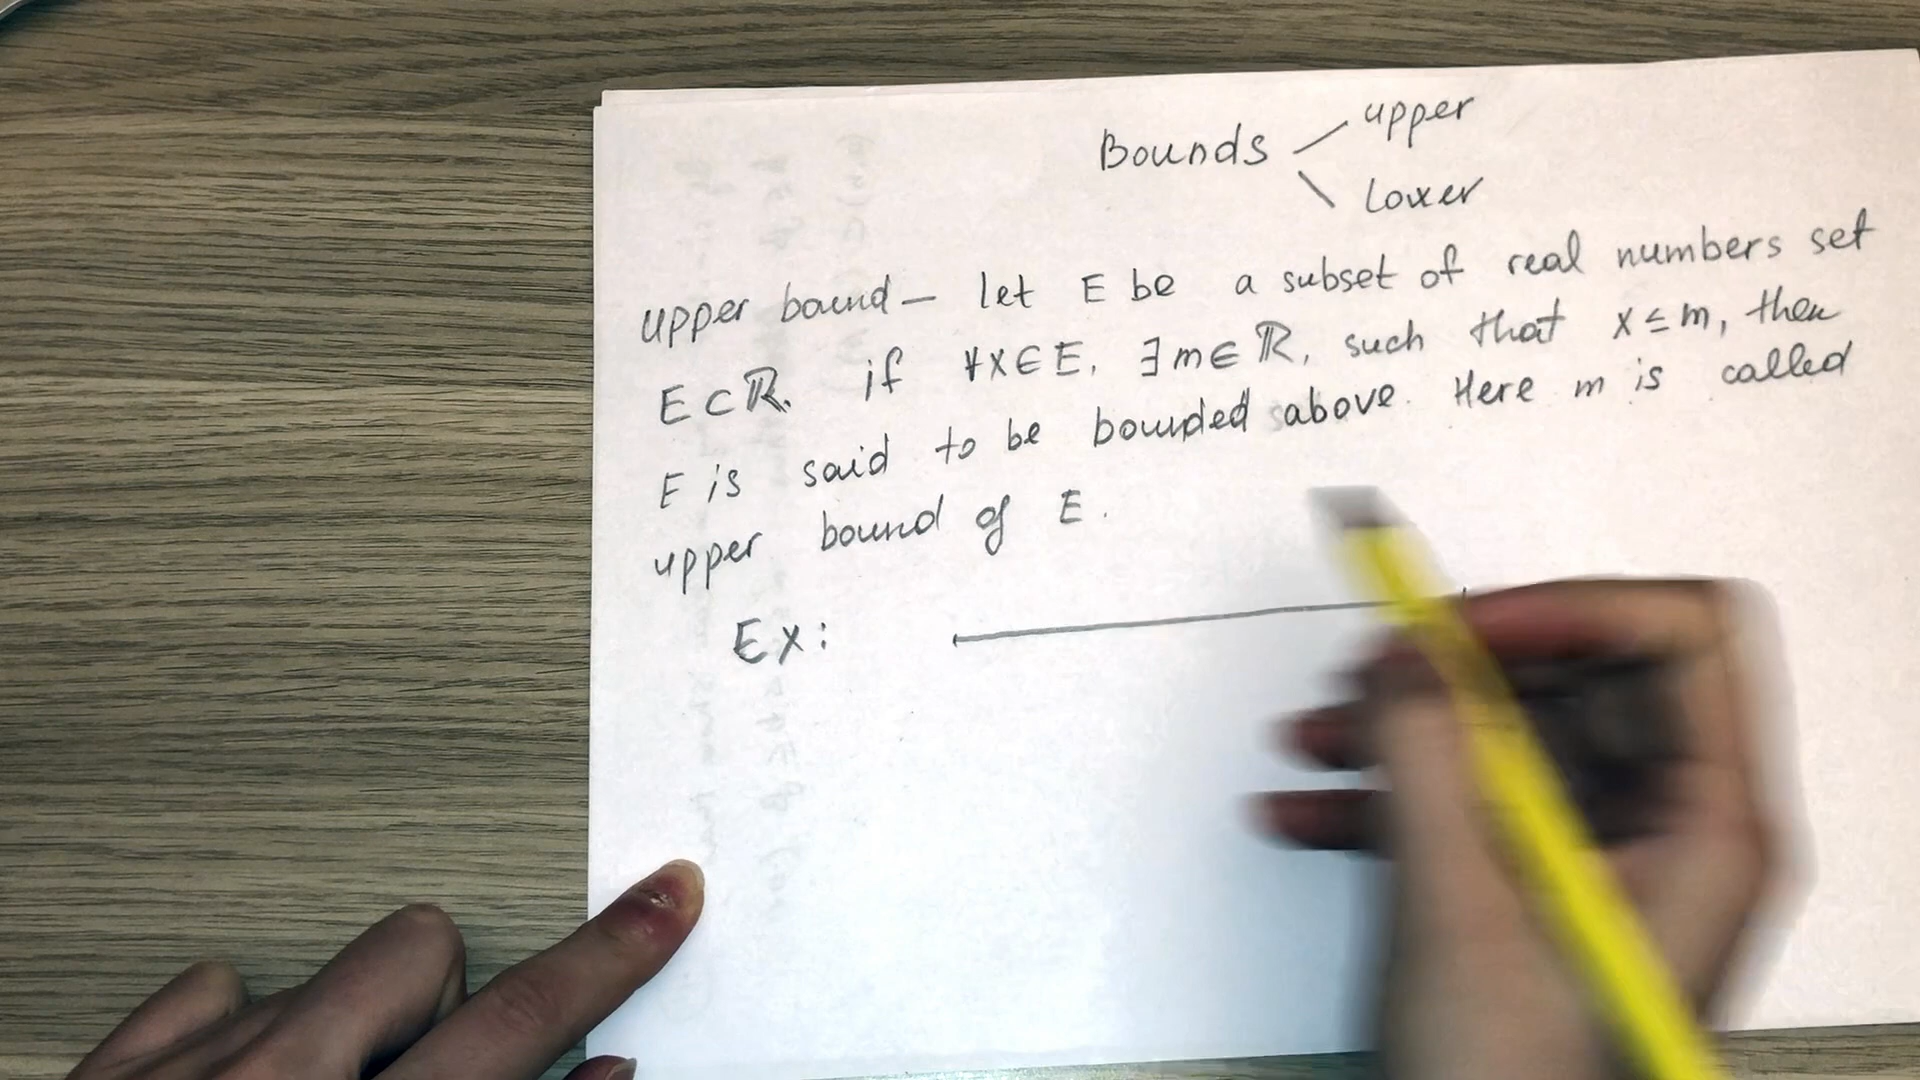 Bounds
upper
Lower
upper bound — let E be a subset of real numbers set
E⊂ℝ. if ∀x∈E, ∃m∈ℝ, such that x≤m, then
E is said to be bounded above. Here m is called
upper bound of E.
Ex: